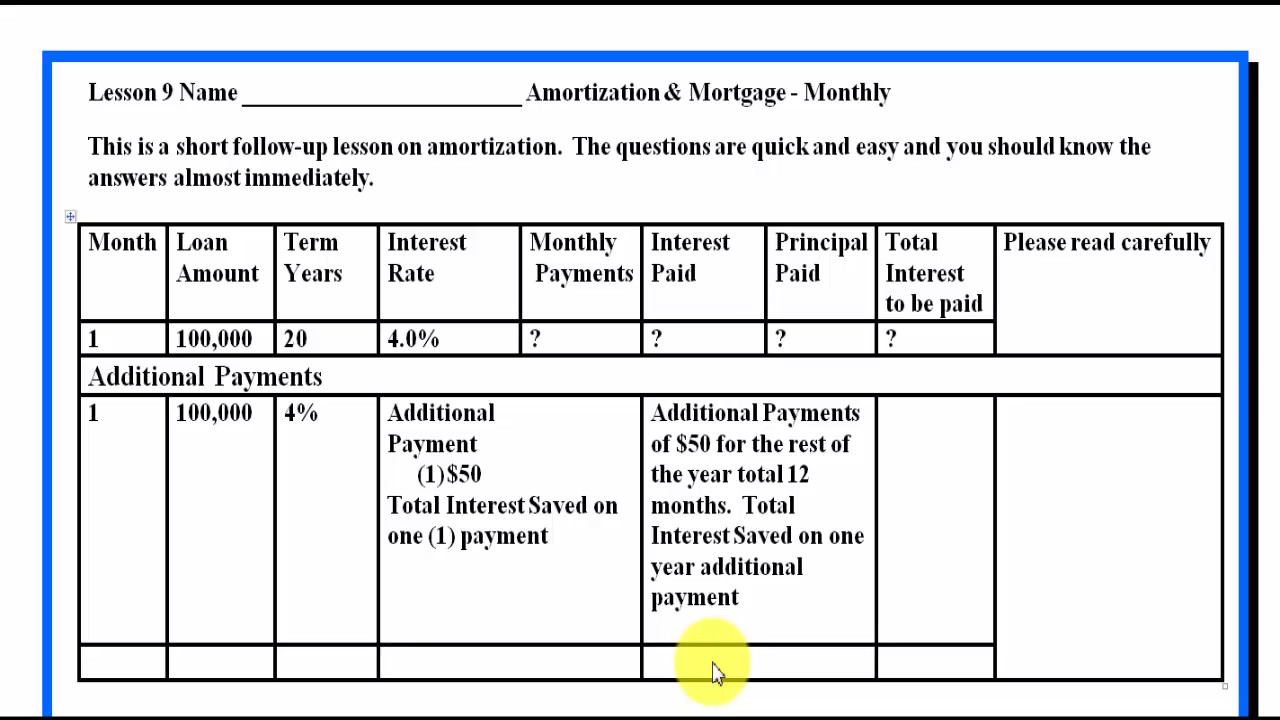 Lesson 9 Name ______________________ Amortization & Mortgage - Monthly
This is a short follow-up lesson on amortization. The questions are quick and easy and you should know the
answers almost immediately.
Month
Loan
Amount
Term
Years
Interest
Rate
Monthly
Payments
Interest
Paid
Principal
Paid
Total
Interest
to be paid
Please read carefully
1
100,000
20
4.0%
?
?
?
?
Additional Payments
1
100,000
4%
Additional
Payment
(1)$50
Total Interest Saved on
one (1) payment
Additional Payments
of $50 for the rest of
the year total 12
months. Total
Interest Saved on one
year additional
payment